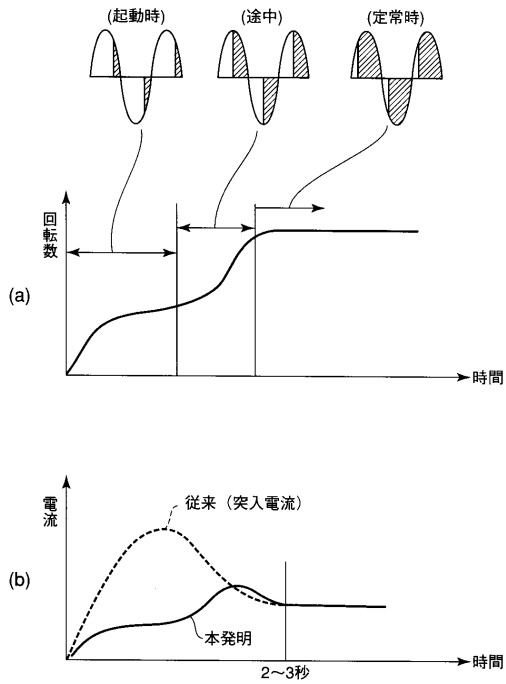 (起動時)
(途中)
(定常時)
回転数
(a)
時間
電流
従来（突入電流）
(b)
本発明
時間
2～3秒